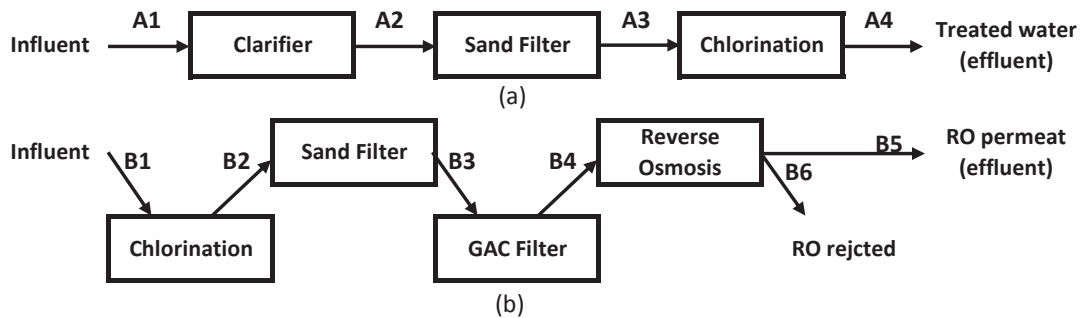 A1
A2
A3
A4
Influent
Clarifier
Sand Filter
Chlorination
Treated water
(effluent)
(a)
Influent
B1
B2
Sand Filter
B3
B4
Reverse
Osmosis
B5
B6
RO permeat
(effluent)
Chlorination
GAC Filter
RO rejcted
(b)